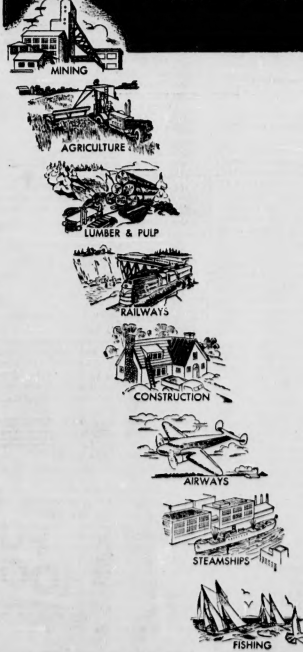 MINING
AGRICULTURE
LUMBER & PULP
RAILWAYS
CONSTRUCTION
AIRWAYS
STEAMSHIPS
FISHING